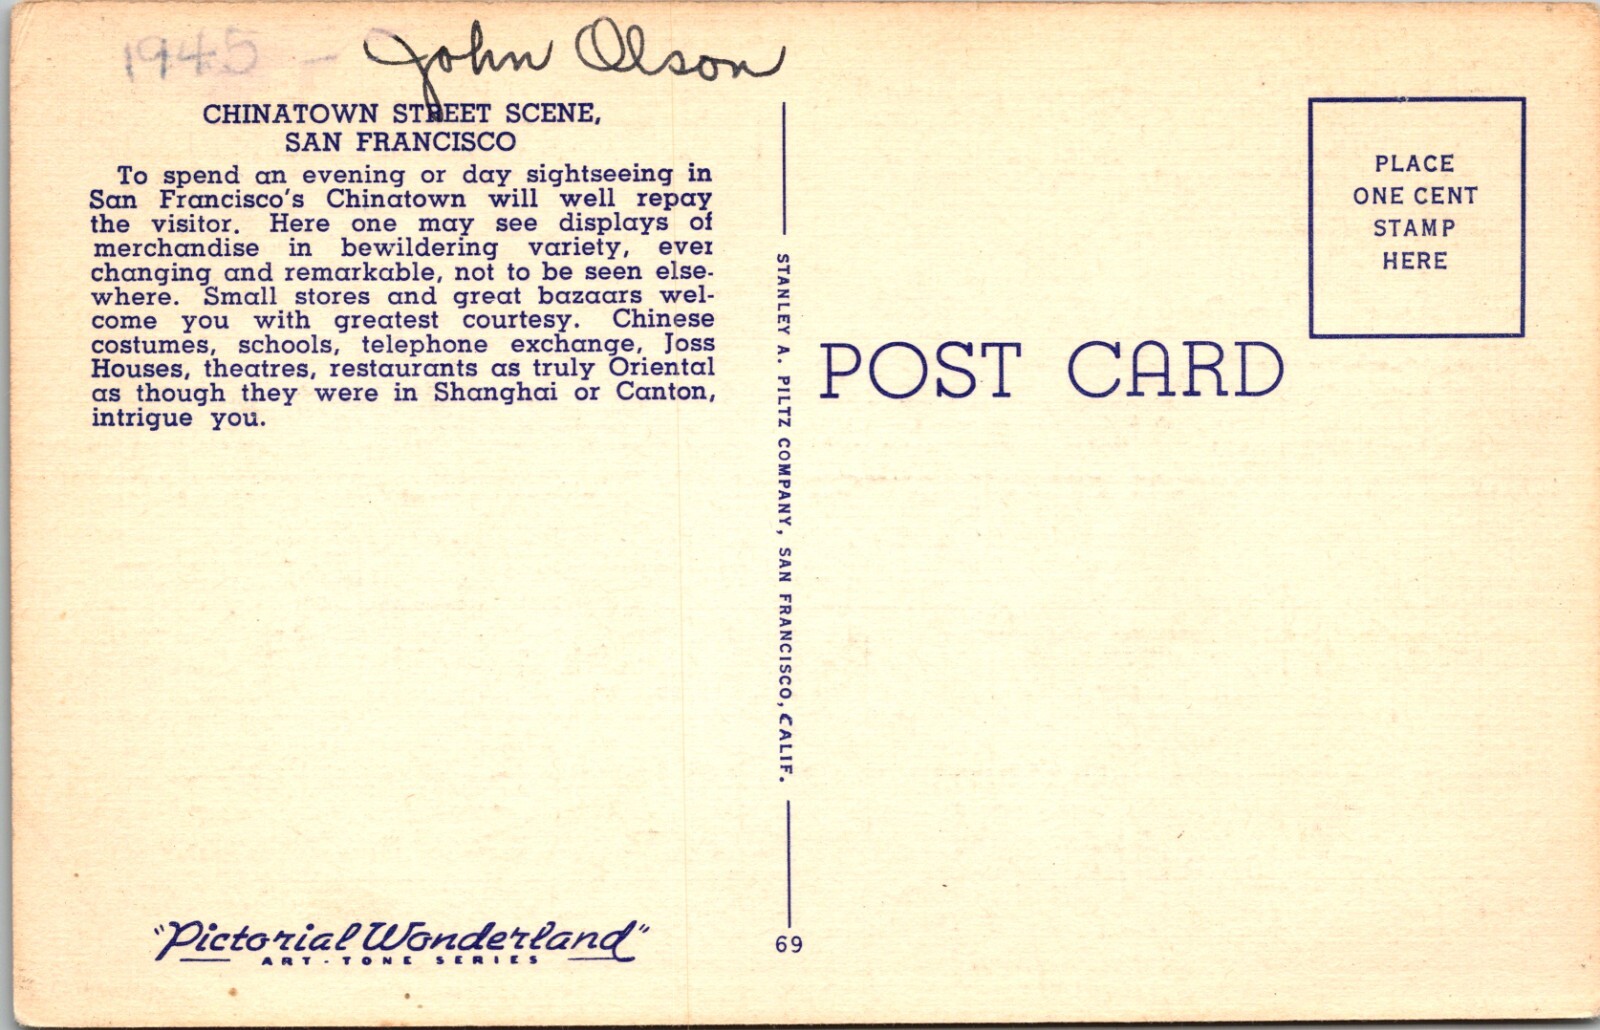 1945 - John Olson
CHINATOWN STREET SCENE,
SAN FRANCISCO
To spend an evening or day sightseeing in
San Francisco's Chinatown will well repay
the visitor. Here one may see displays of
merchandise in bewildering variety, ever
changing and remarkable, not to be seen else-
where. Small stores and great bazaars wel-
come you with greatest courtesy. Chinese
costumes, schools, telephone exchange, Joss
Houses, theatres, restaurants as truly Oriental
as though they were in Shanghai or Canton,
intrigue you.
"Pictorial Wonderland"
ART-TONE SERIES
STANLEY A. PILTZ COMPANY, SAN FRANCISCO, CALIF.
69
POST CARD
PLACE
ONE CENT
STAMP
HERE